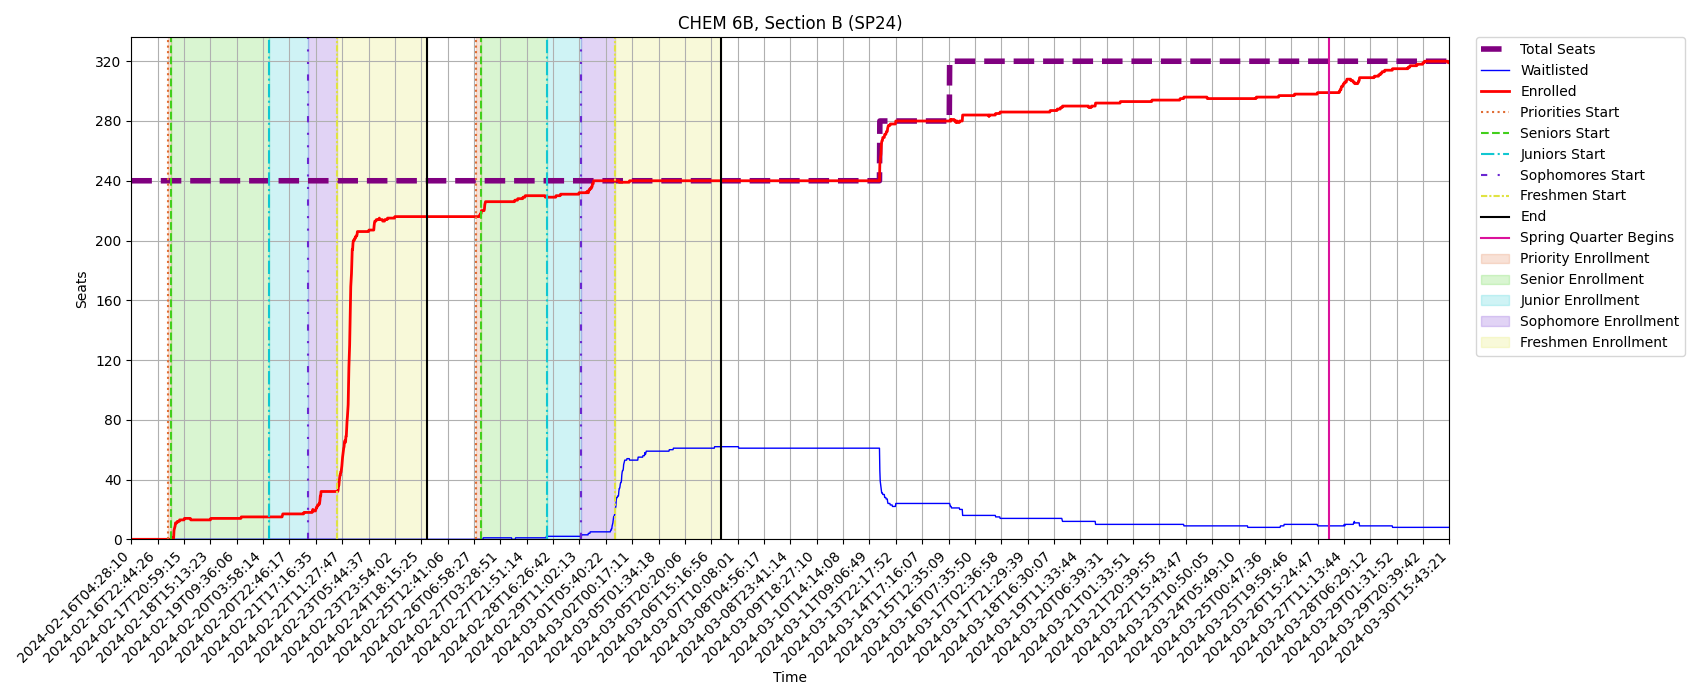 CHEM 6B, Section B (SP24)
Seats
320
280
240
200
160
120
80
40
0
2024-02-16T04:28:10
2024-02-16T22:44:26
2024-02-17T20:59:15
2024-02-18T15:13:23
2024-02-19T09:36:06
2024-02-20T03:58:14
2024-02-20T22:46:17
2024-02-21T17:16:35
2024-02-22T11:27:47
2024-02-23T05:44:37
2024-02-23T23:54:02
2024-02-24T18:15:25
2024-02-25T12:41:06
2024-02-26T06:58:27
2024-02-27T03:28:51
2024-02-27T21:51:14
2024-02-28T16:26:42
2024-02-29T11:02:13
2024-03-01T05:40:22
2024-03-02T00:17:11
2024-03-05T01:34:18
2024-03-05T20:20:06
2024-03-06T15:16:56
2024-03-07T10:08:01
2024-03-08T04:56:17
2024-03-08T23:41:14
2024-03-09T18:27:10
2024-03-10T14:14:08
2024-03-11T09:06:49
2024-03-13T22:17:52
2024-03-14T17:16:07
2024-03-15T12:35:09
2024-03-16T07:35:50
2024-03-17T02:36:58
2024-03-17T21:29:39
2024-03-18T16:30:07
2024-03-19T11:33:44
2024-03-20T06:39:31
2024-03-21T01:33:51
2024-03-21T20:39:55
2024-03-22T15:43:47
2024-03-23T10:50:05
2024-03-24T05:49:10
2024-03-25T00:47:36
2024-03-25T19:59:46
2024-03-26T15:24:47
2024-03-27T11:13:44
2024-03-28T06:29:12
2024-03-29T01:31:52
2024-03-29T20:39:42
2024-03-30T15:43:21
Time
Total Seats
Waitlisted
Enrolled
Priorities Start
Seniors Start
Juniors Start
Sophomores Start
Freshmen Start
End
Spring Quarter Begins
Priority Enrollment
Senior Enrollment
Junior Enrollment
Sophomore Enrollment
Freshmen Enrollment